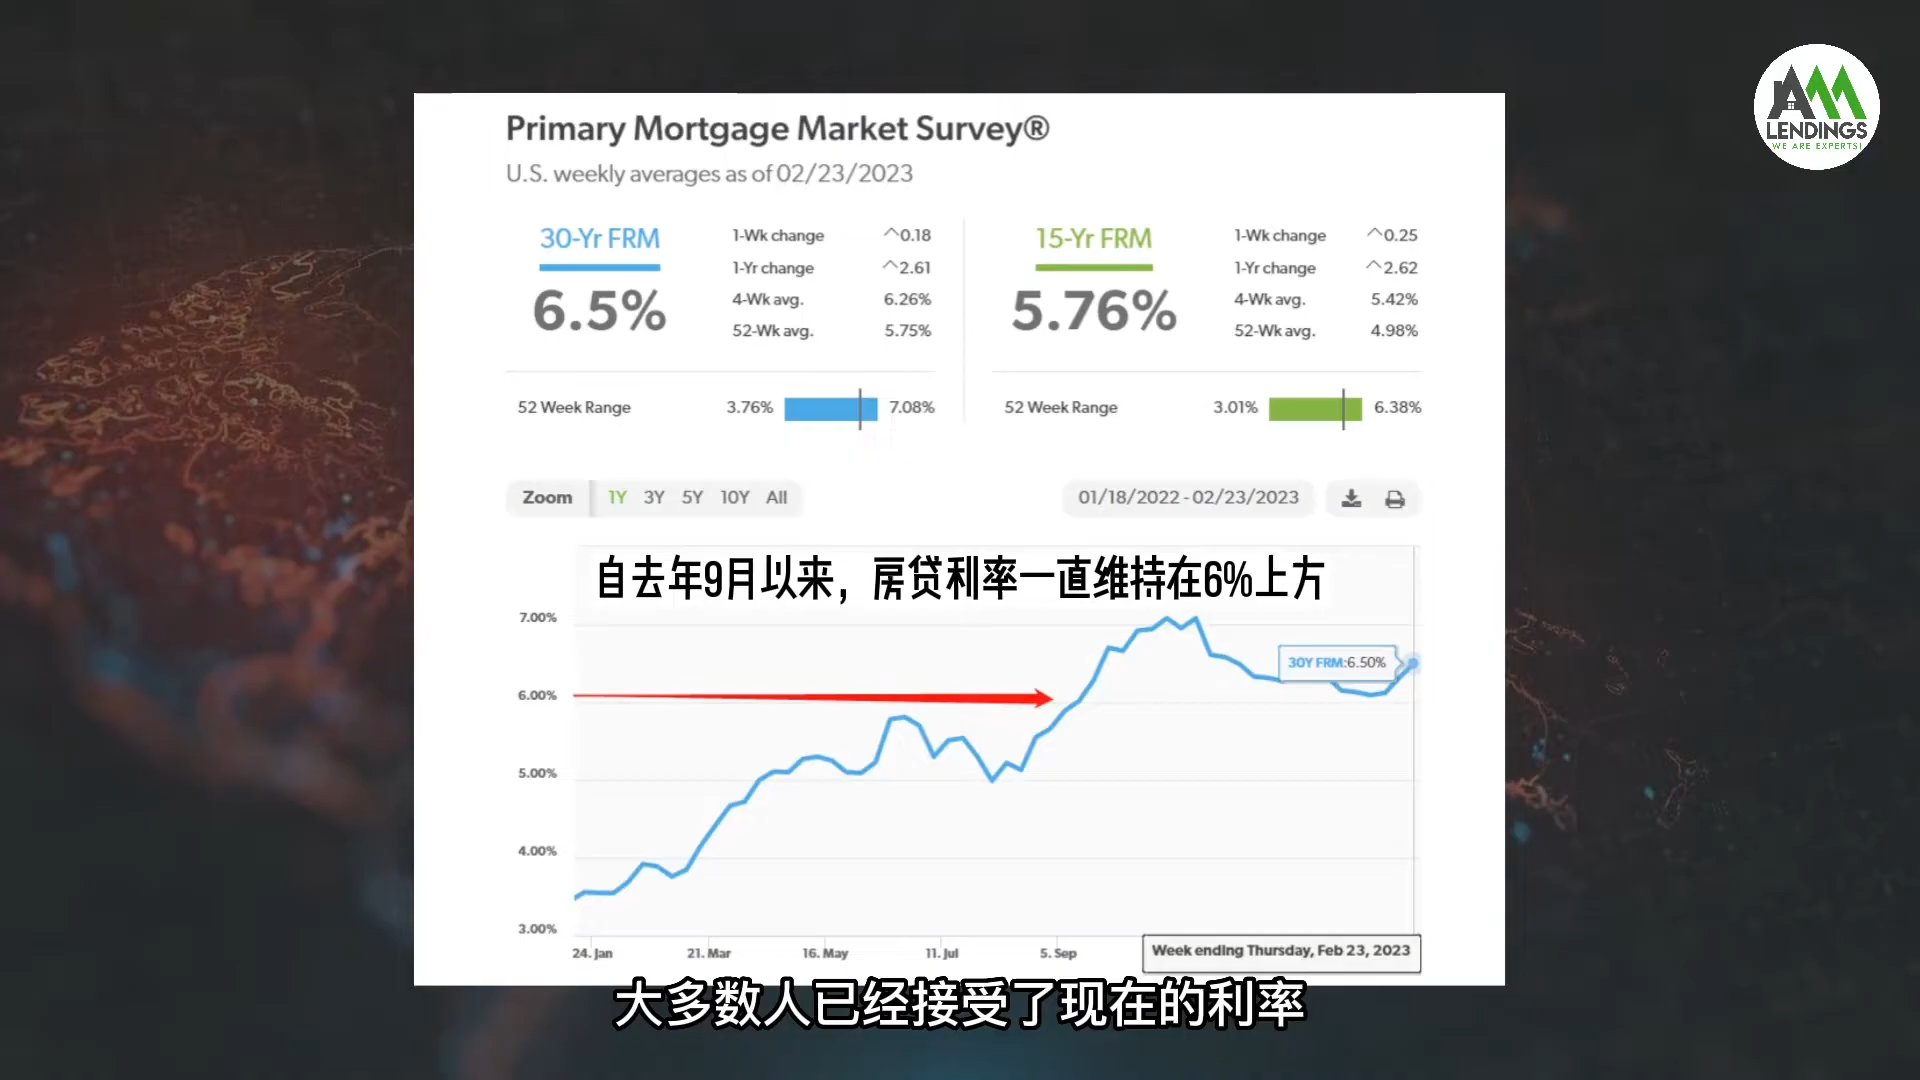 AAA
LENDINGS
WE ARE EXPERTS!
Primary Mortgage Market Survey®
U.S. weekly averages as of 02/23/2023
30-Yr FRM
6.5%
1-Wk change ^0.18
1-Yr change ^2.61
4-Wk avg. 6.26%
52-Wk avg. 5.75%
52 Week Range 3.76% 7.08%
15-Yr FRM
5.76%
1-Wk change ^0.25
1-Yr change ^2.62
4-Wk avg. 5.42%
52-Wk avg. 4.98%
52 Week Range 3.01% 6.38%
Zoom 1Y 3Y 5Y 10Y All 01/18/2022 - 02/23/2023
自去年9月以来，房贷利率一直维持在6%上方
7.00%
30Y FRM:6.50%
6.00%
5.00%
4.00%
3.00%
24. Jan 21. Mar 16. May 11. Jul 5. Sep
Week ending Thursday, Feb 23, 2023
大多数人已经接受了现在的利率